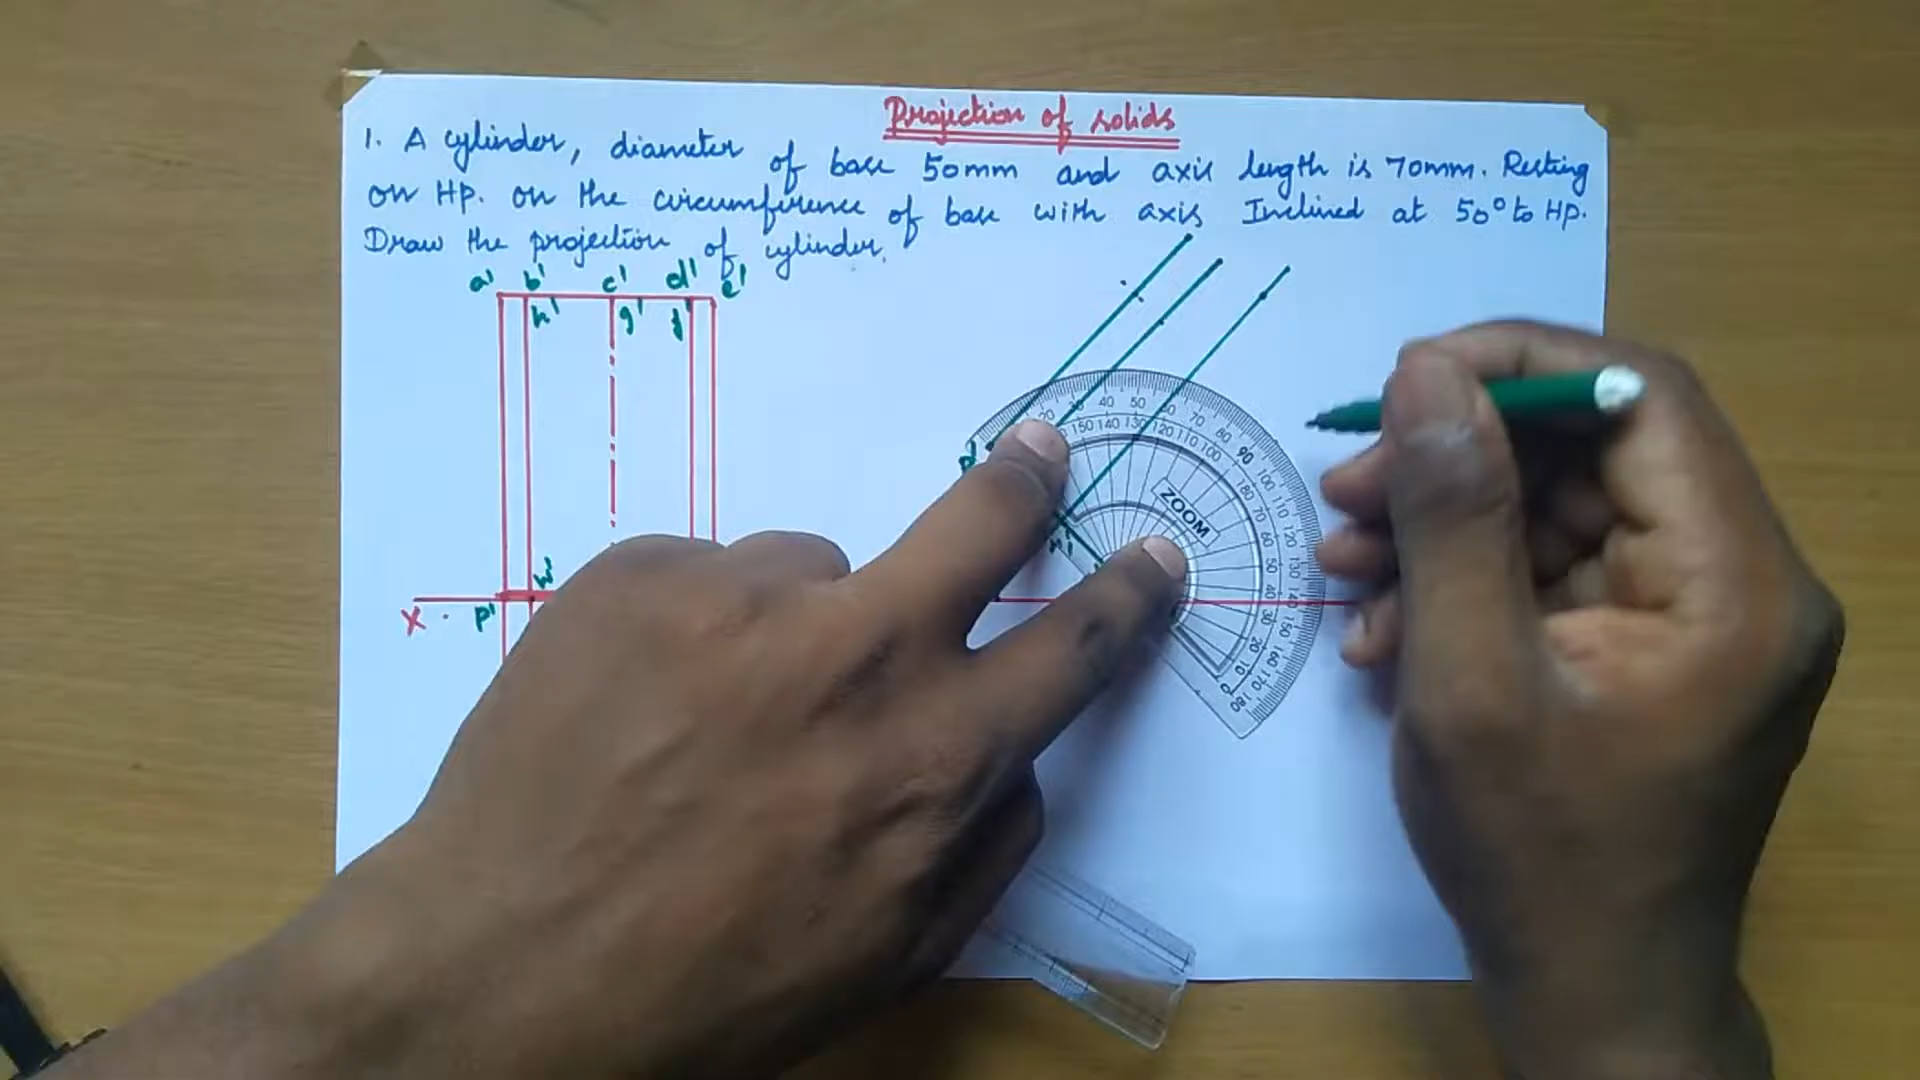 Projection of solids
1. A cylinder, diameter of base 50mm and axis length is 70mm. Resting
on HP. on the circumference of base with axis Inclined at 50° to HP.
Draw the projection of cylinder.
a' b' c' d' e'
h' g' f'
X p'
ZOOM